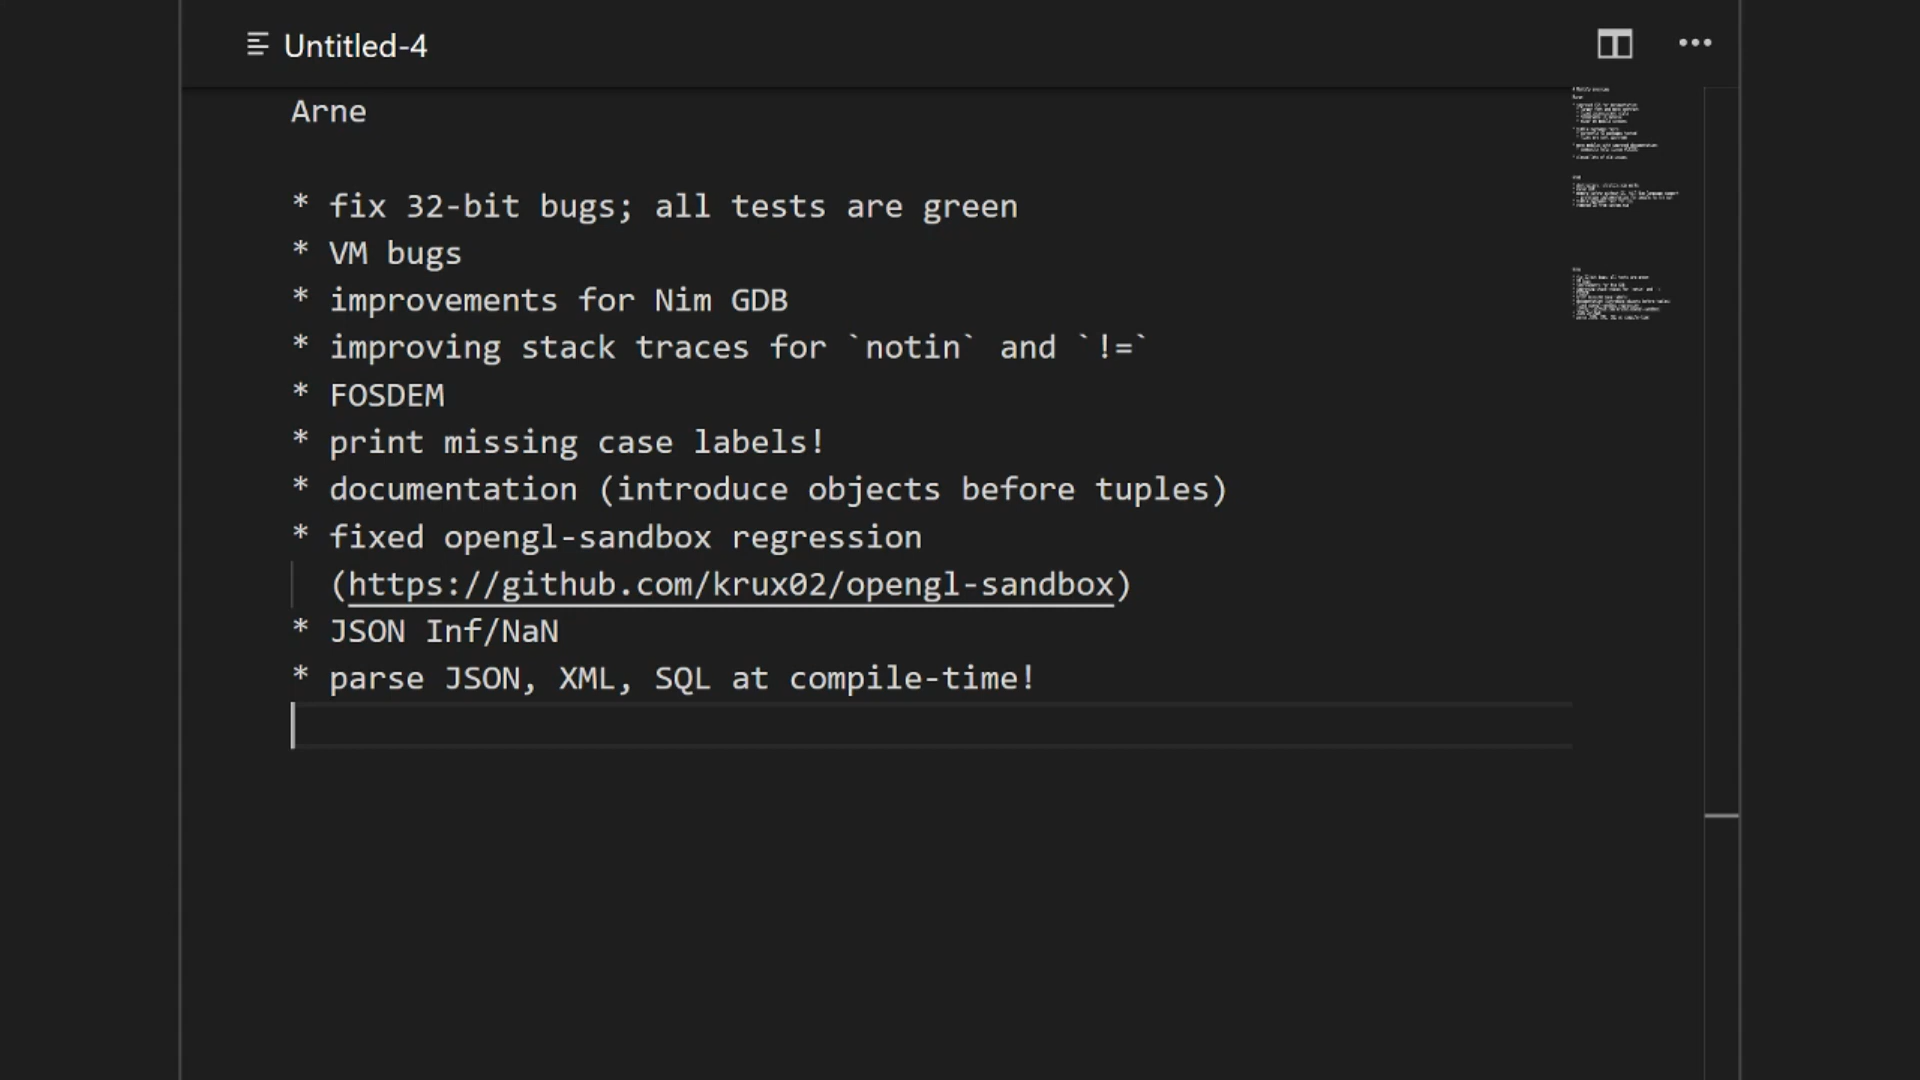 Untitled-4
Arne
* fix 32-bit bugs; all tests are green
* VM bugs
* improvements for Nim GDB
* improving stack traces for `notin` and `!=`
* FOSDEM
* print missing case labels!
* documentation (introduce objects before tuples)
* fixed opengl-sandbox regression
(https://github.com/krux02/opengl-sandbox)
* JSON Inf/NaN
* parse JSON, XML, SQL at compile-time!